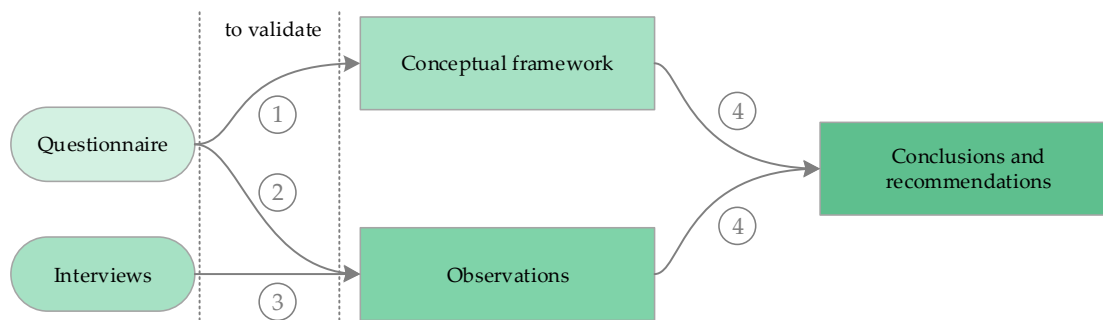 to validate
Conceptual framework
1
4
Questionnaire
Conclusions and
recommendations
2
4
Interviews
Observations
3